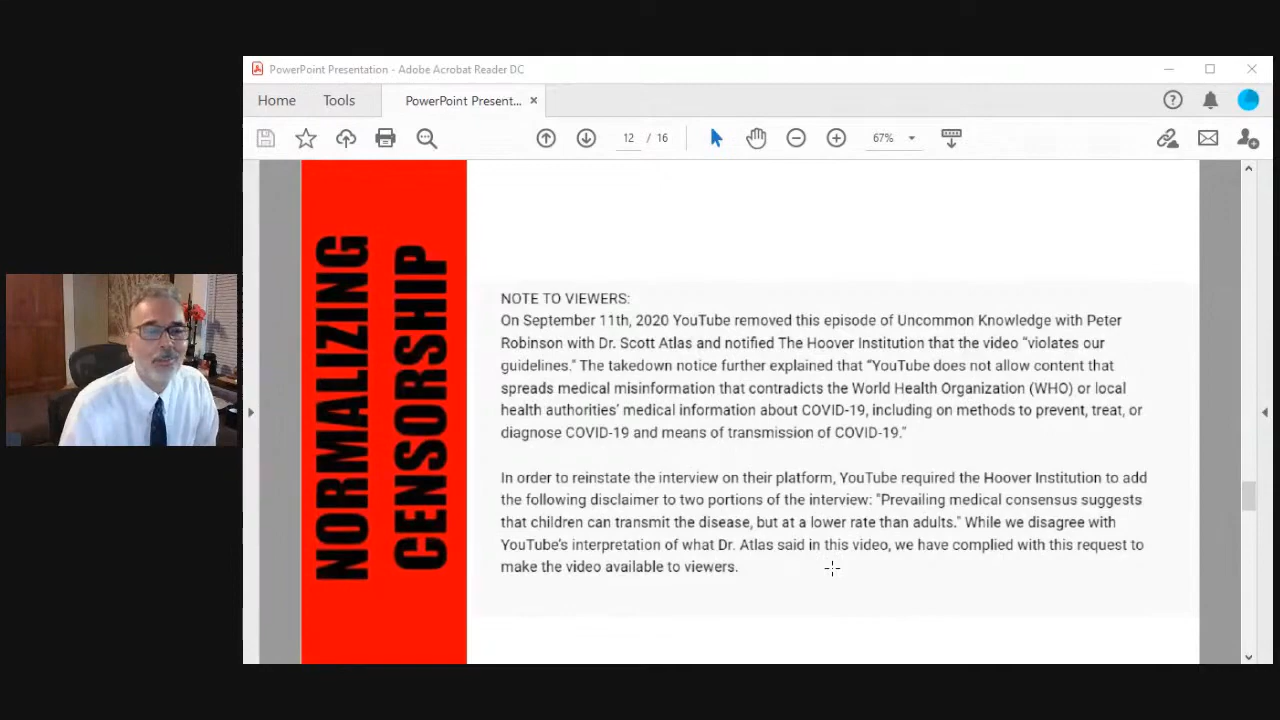 PowerPoint Presentation - Adobe Acrobat Reader DC
Home Tools PowerPoint Present... ×
12 / 16 67%
NORMALIZING
CENSORSHIP
NOTE TO VIEWERS:
On September 11th, 2020 YouTube removed this episode of Uncommon Knowledge with Peter
Robinson with Dr. Scott Atlas and notified The Hoover Institution that the video “violates our
guidelines.” The takedown notice further explained that “YouTube does not allow content that
spreads medical misinformation that contradicts the World Health Organization (WHO) or local
health authorities’ medical information about COVID-19, including on methods to prevent, treat, or
diagnose COVID-19 and means of transmission of COVID-19.”
In order to reinstate the interview on their platform, YouTube required the Hoover Institution to add
the following disclaimer to two portions of the interview: "Prevailing medical consensus suggests
that children can transmit the disease, but at a lower rate than adults." While we disagree with
YouTube’s interpretation of what Dr. Atlas said in this video, we have complied with this request to
make the video available to viewers.